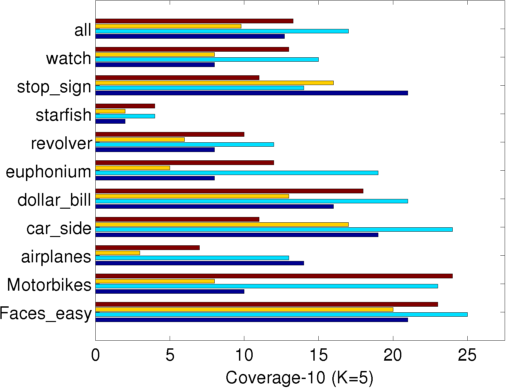 all
watch
stop_sign
starfish
revolver
euphonium
dollar_bill
car_side
airplanes
Motorbikes
Faces_easy
0 5 10 15 20 25
Coverage-10 (K=5)